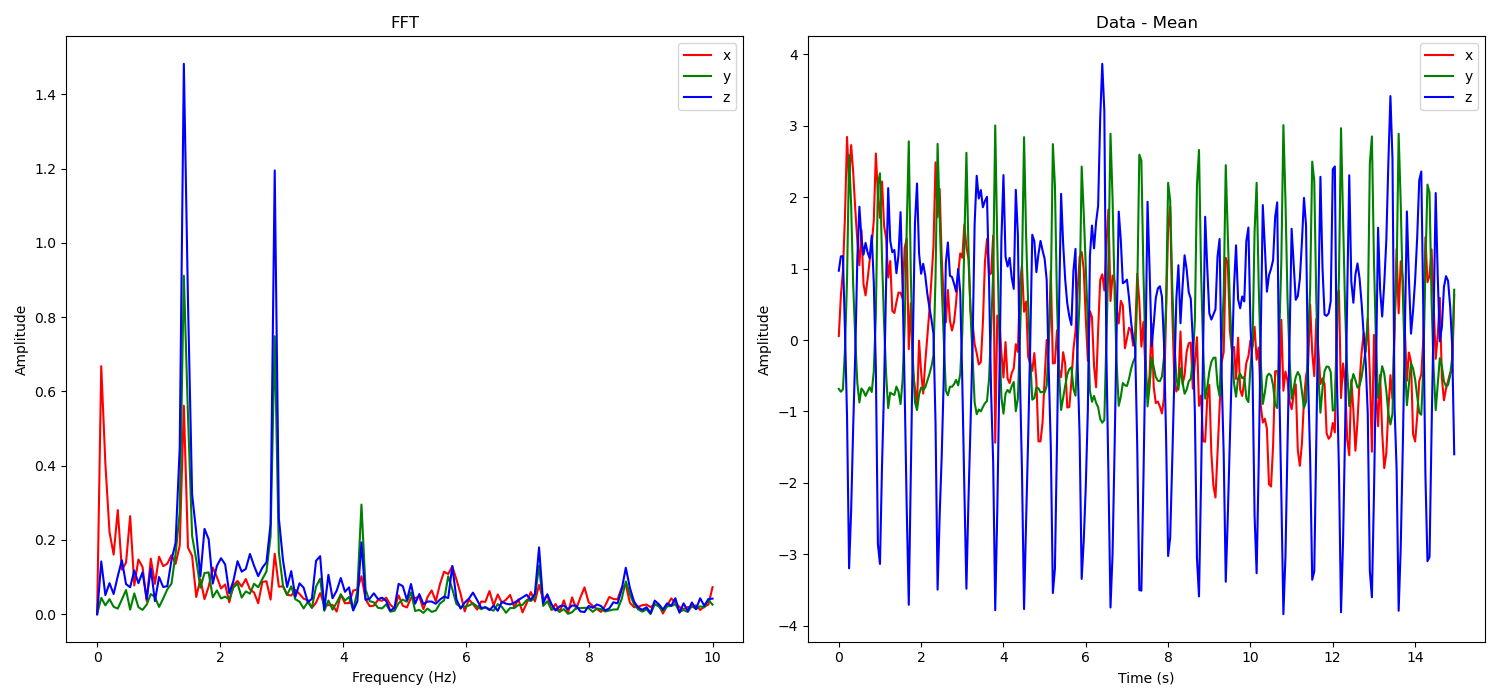 FFT
Amplitude
1.4
1.2
1.0
0.8
0.6
0.4
0.2
0.0
0 2 4 6 8 10
Frequency (Hz)
x
y
z
Data - Mean
Amplitude
4
3
2
1
0
−1
−2
−3
−4
0 2 4 6 8 10 12 14
Time (s)
x
y
z